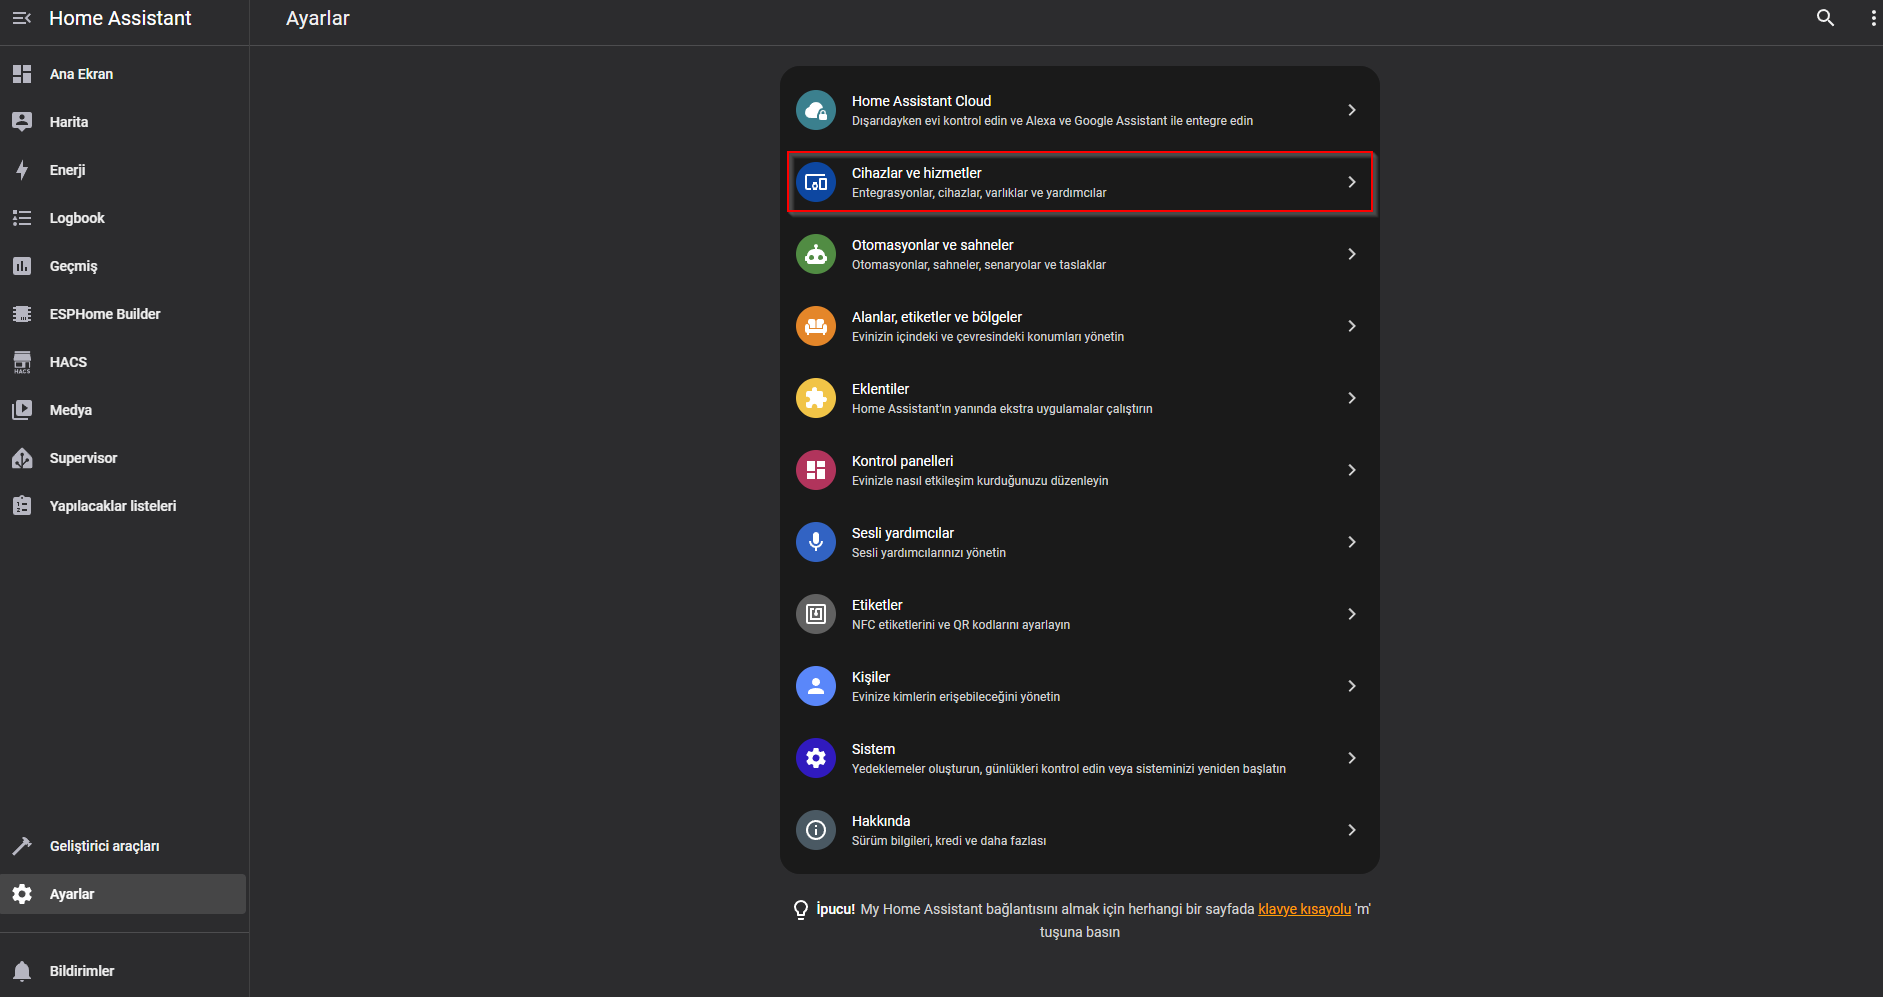 Home Assistant
Ayarlar
Ana Ekran
Harita
Enerji
Logbook
Geçmiş
ESPHome Builder
HACS
HACS
Medya
Supervisor
Yapılacaklar listeleri
Geliştirici araçları
Ayarlar
Bildirimler
Home Assistant Cloud
Dışarıdayken evi kontrol edin ve Alexa ve Google Assistant ile entegre edin
Cihazlar ve hizmetler
Entegrasyonlar, cihazlar, varlıklar ve yardımcılar
Otomasyonlar ve sahneler
Otomasyonlar, sahneler, senaryolar ve taslaklar
Alanlar, etiketler ve bölgeler
Evinizin içindeki ve çevresindeki konumları yönetin
Eklentiler
Home Assistant'ın yanında ekstra uygulamalar çalıştırın
Kontrol panelleri
Evinizle nasıl etkileşim kurduğunuzu düzenleyin
Sesli yardımcılar
Sesli yardımcılarınızı yönetin
Etiketler
NFC etiketlerini ve QR kodlarını ayarlayın
Kişiler
Evinize kimlerin erişebileceğini yönetin
Sistem
Yedeklemeler oluşturun, günlükleri kontrol edin veya sisteminizi yeniden başlatın
Hakkında
Sürüm bilgileri, kredi ve daha fazlası
İpucu! My Home Assistant bağlantısını almak için herhangi bir sayfada klavye kısayolu 'm'
tuşuna basın